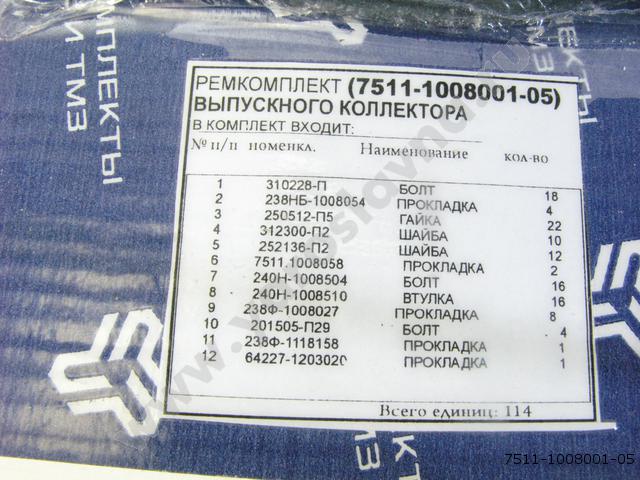 МПЛЕКТЫ
И ТМЗ
РЕМКОМПЛЕКТ (7511-1008001-05)
ВЫПУСКНОГО КОЛЛЕКТОРА
В КОМПЛЕКТ ВХОДИТ:
№ п/п номенкл. Наименование кол-во
1 310228-П БОЛТ 18
2 238НБ-1008054 ПРОКЛАДКА 4
3 250512-П5 ГАЙКА 22
4 312300-П2 ШАЙБА 10
5 252136-П2 ШАЙБА 12
6 7511.1008058 ПРОКЛАДКА 2
7 240Н-1008504 БОЛТ 16
8 240Н-1008510 ВТУЛКА 16
9 238Ф-1008027 ПРОКЛАДКА 8
10 201505-П29 БОЛТ 4
11 238Ф-1118158 ПРОКЛАДКА 1
12 64227-1203020 ПРОКЛАДКА 1
Всего единиц: 114
7511-1008001-05